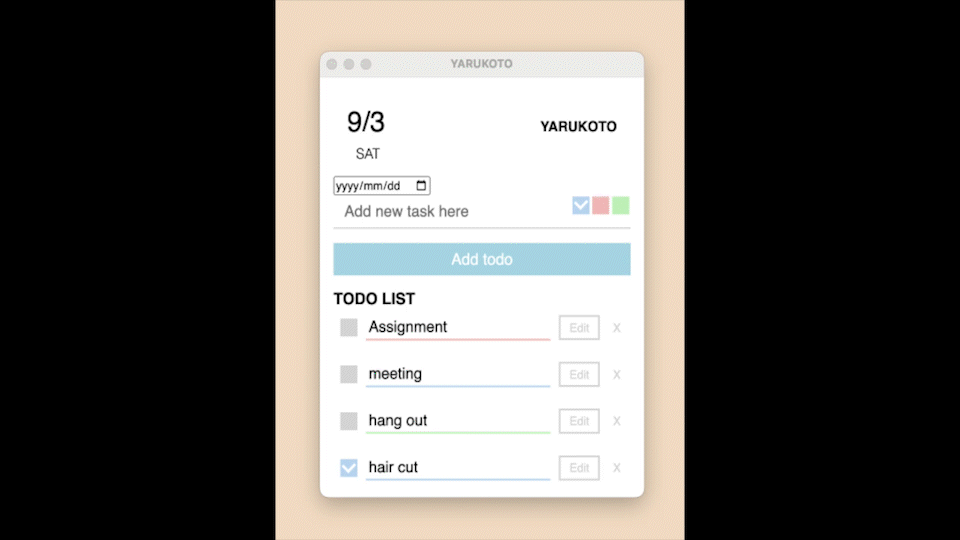 YARUKOTO
9/3
YARUKOTO
SAT
yyyy/mm/dd
Add new task here
Add todo
TODO LIST
Assignment Edit X
meeting Edit X
hang out Edit X
hair cut Edit X